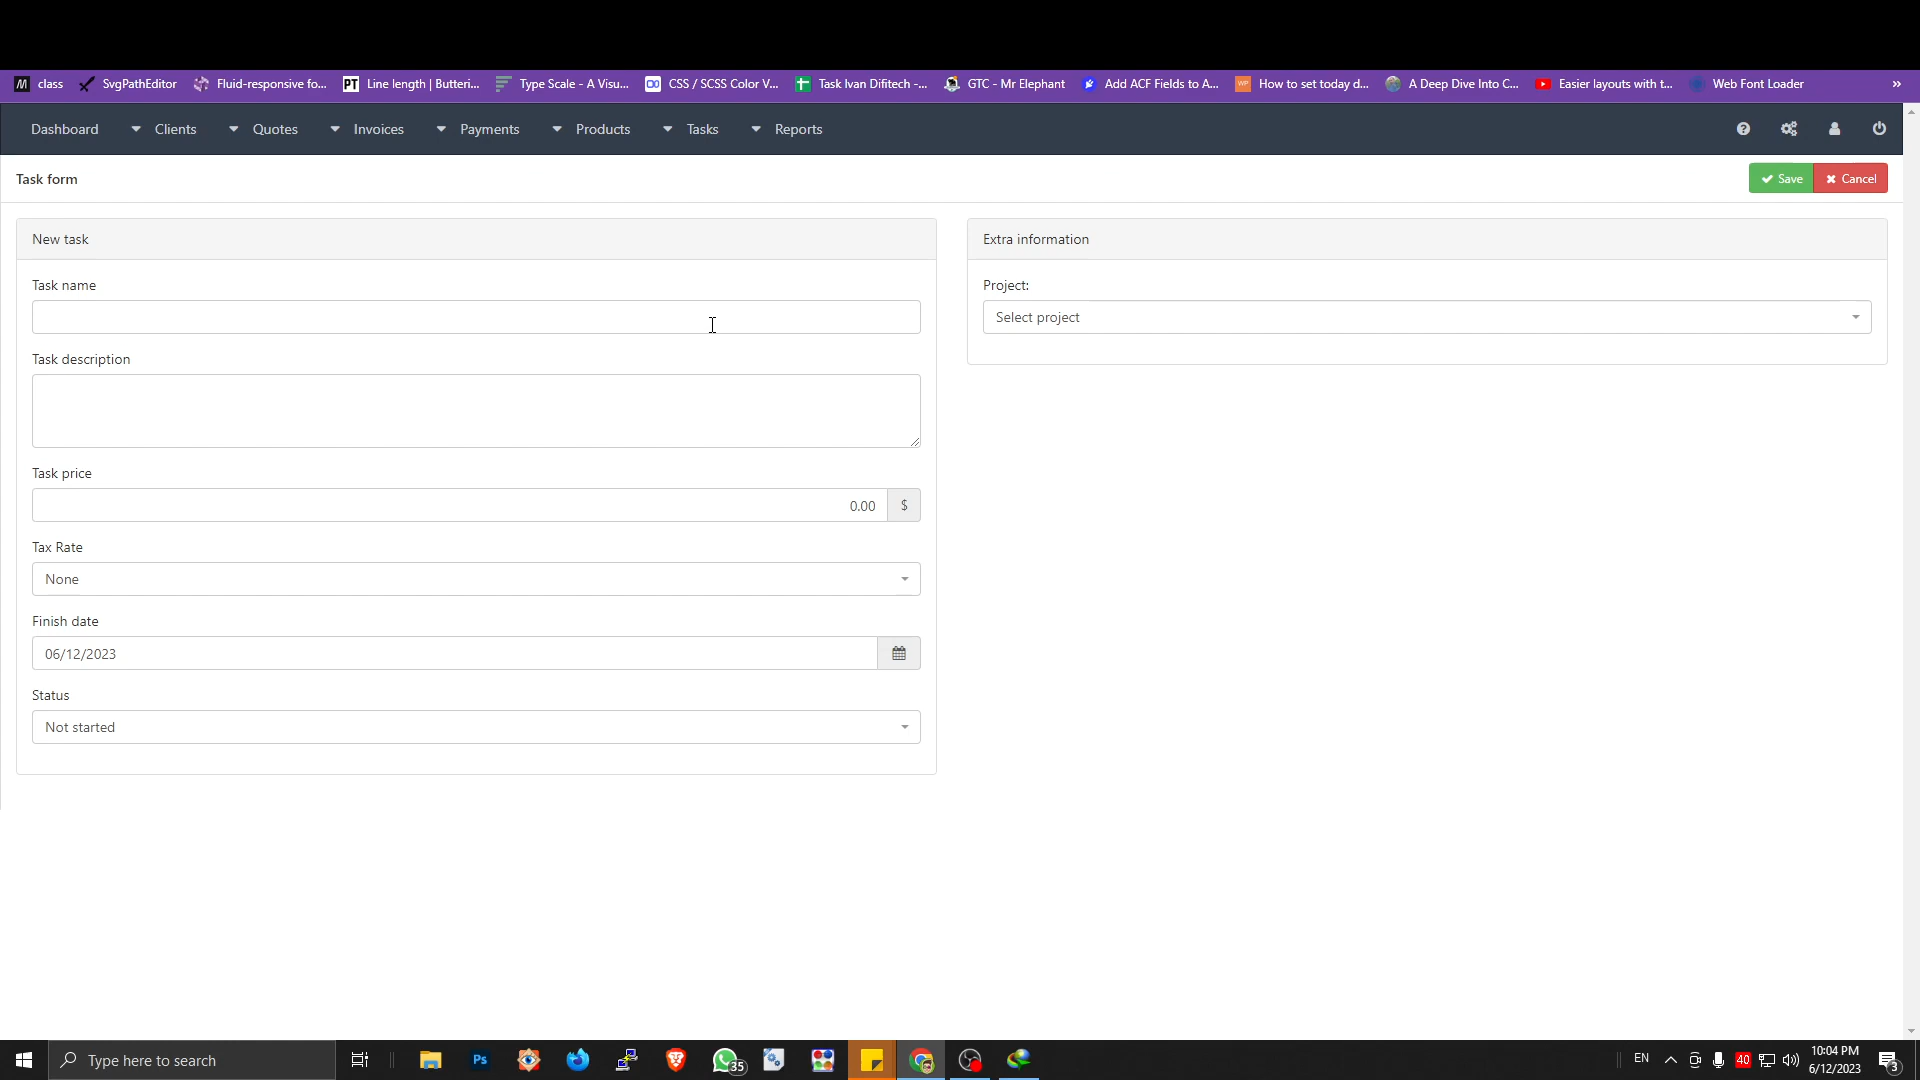 class SvgPathEditor Fluid-responsive fo... PT Line length | Butteri... Type Scale - A Visu... CSS / SCSS Color V... Task Ivan Difitech -... GTC - Mr Elephant Add ACF Fields to A... WP How to set today d... A Deep Dive Into C... Easier layouts with t... Web Font Loader »
Dashboard Clients Quotes Invoices Payments Products Tasks Reports
Task form
Save Cancel
New task
Task name
Task description
Task price
0.00 $
Tax Rate
None
Finish date
06/12/2023
Status
Not started
Extra information
Project:
Select project
Type here to search
Ps
35
EN
40
10:04 PM
6/12/2023
3